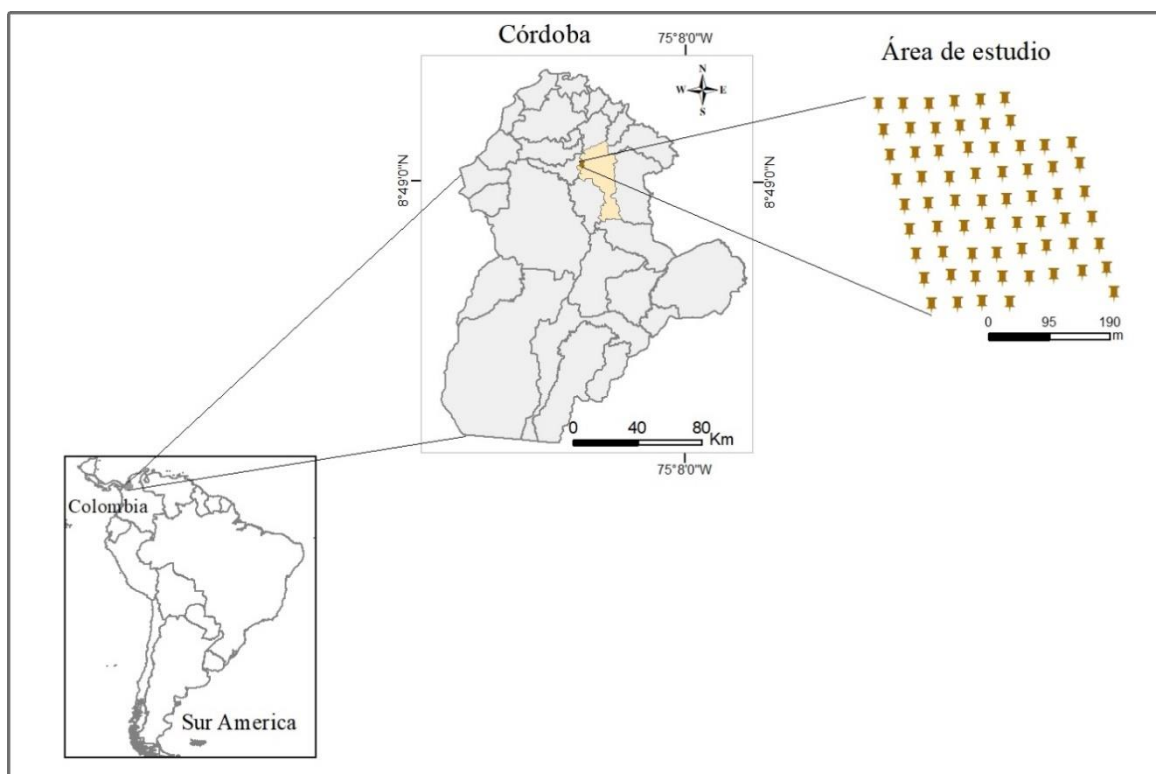 Córdoba
75°8'0"W
Área de estudio
N
W E
S
8°49'0"N
8°49'0"N
0 95 190
m
0 40 80
Km
75°8'0"W
Colombia
Sur America